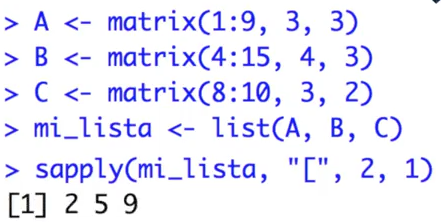 > A <- matrix(1:9, 3, 3)
> B <- matrix(4:15, 4, 3)
> C <- matrix(8:10, 3, 2)
> mi_lista <- list(A, B, C)
> sapply(mi_lista, "[", 2, 1)
[1] 2 5 9